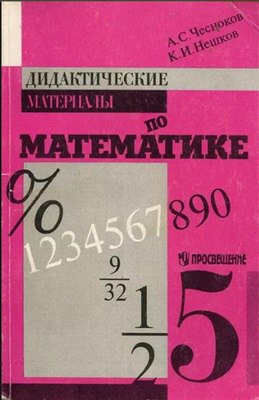 А.С. Чесноков
К.И. Нешков
ДИДАКТИЧЕСКИЕ
МАТЕРИАЛЫ
ПО
МАТЕМАТИКЕ
%
1234567890
9
32
1
2
ПРОСВЕЩЕНИЕ
5